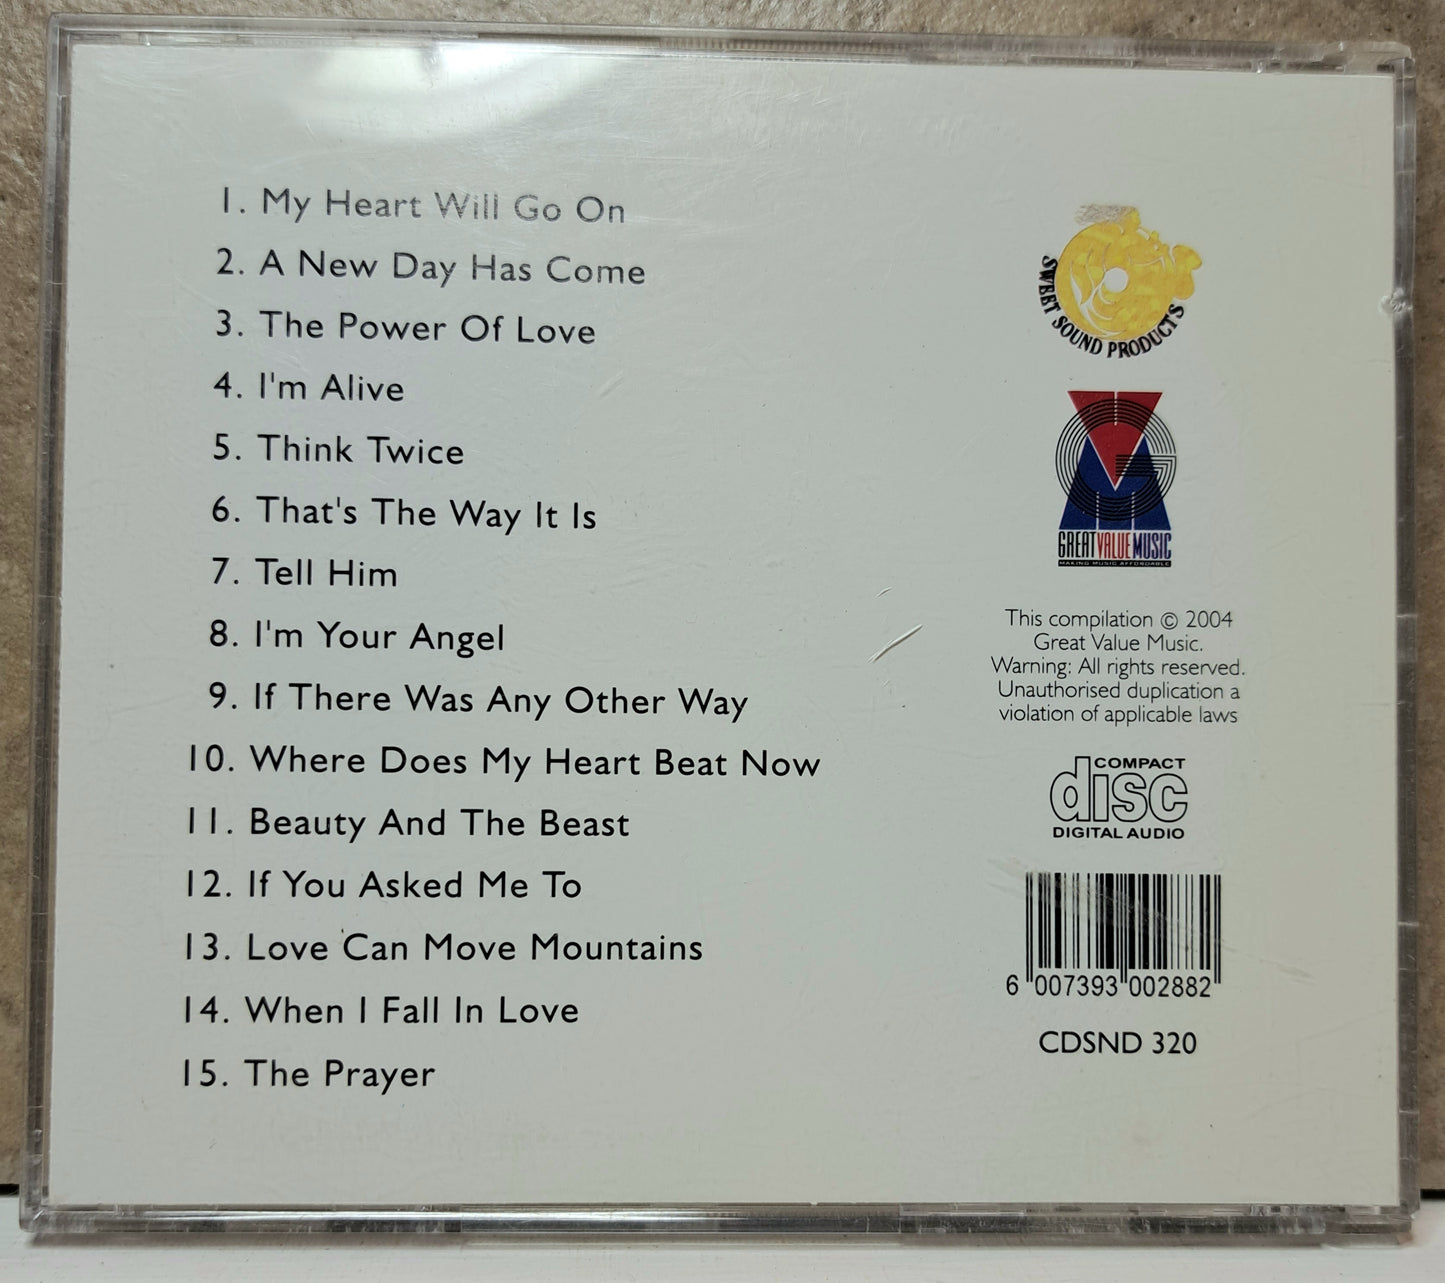 1. My Heart Will Go On
2. A New Day Has Come
3. The Power Of Love
4. I'm Alive
5. Think Twice
6. That's The Way It Is
7. Tell Him
8. I'm Your Angel
9. If There Was Any Other Way
10. Where Does My Heart Beat Now
11. Beauty And The Beast
12. If You Asked Me To
13. Love Can Move Mountains
14. When I Fall In Love
15. The Prayer
SWEET SOUND PRODUCTS
GREAT VALUE MUSIC
MAKING MUSIC AFFORDABLE
This compilation © 2004
Great Value Music.
Warning: All rights reserved.
Unauthorised duplication a
violation of applicable laws
COMPACT
disc
DIGITAL AUDIO
6 007393 002882
CDSND 320